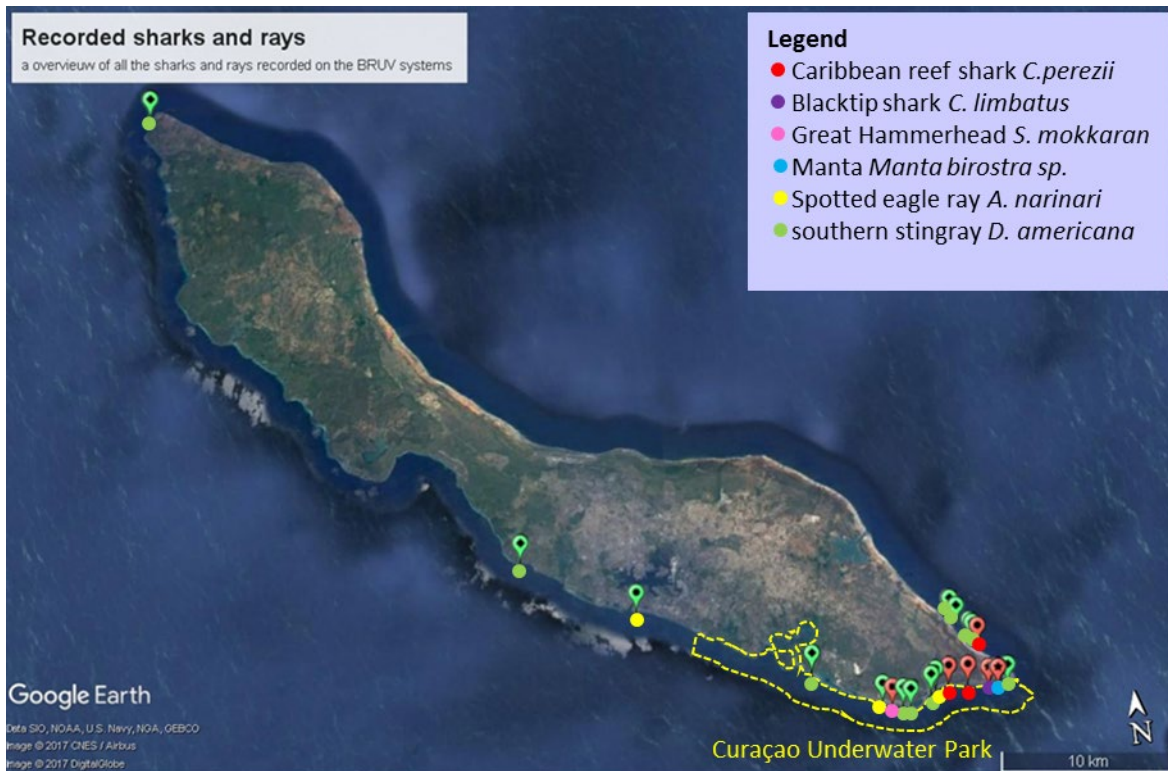 Recorded sharks and rays
a overvieuw of all the sharks and rays recorded on the BRUV systems
Legend
Caribbean reef shark C.perezii
Blacktip shark C. limbatus
Great Hammerhead S. mokkaran
Manta Manta birostra sp.
Spotted eagle ray A. narinari
southern stingray D. americana
Google Earth
Data SIO, NOAA, U.S. Navy, NGA, GEBCO
Image © 2017 CNES / Airbus
Image © 2017 DigitalGlobe
Curaçao Underwater Park
10 km
N